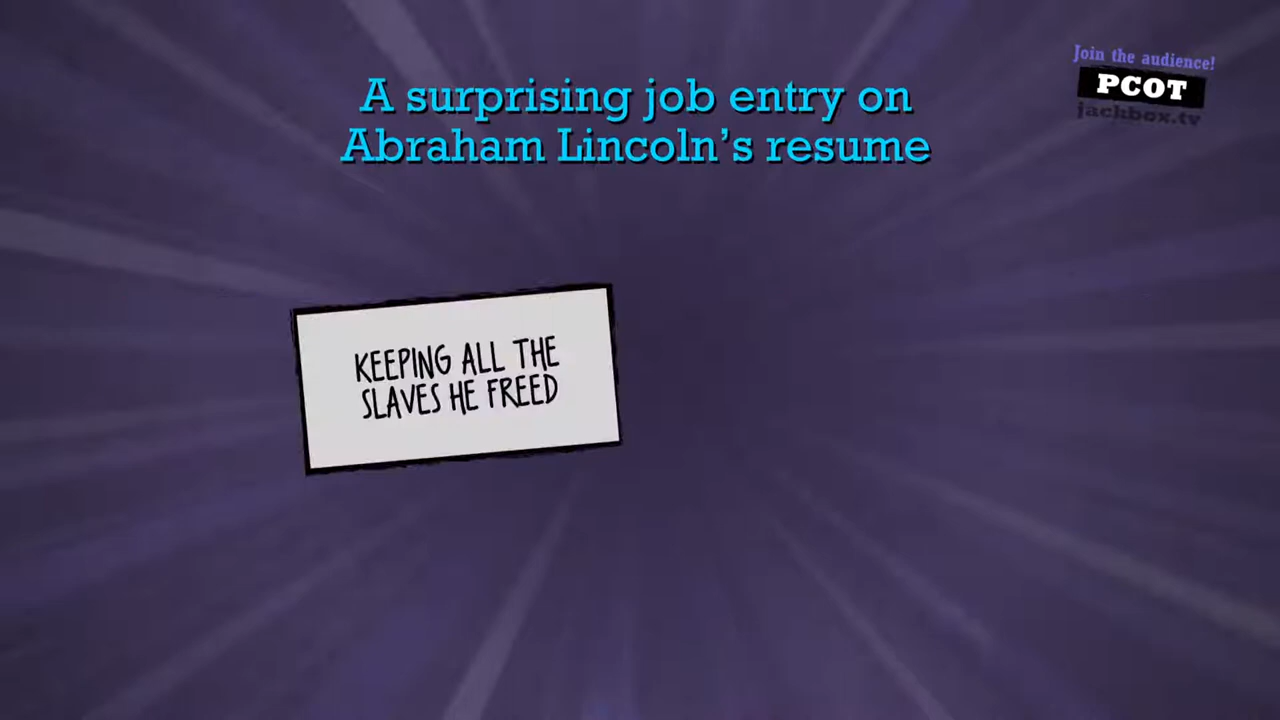 A surprising job entry on
Abraham Lincoln's resume
Join the audience!
PCOT
jackbox.tv
KEEPING ALL THE
SLAVES HE FREED